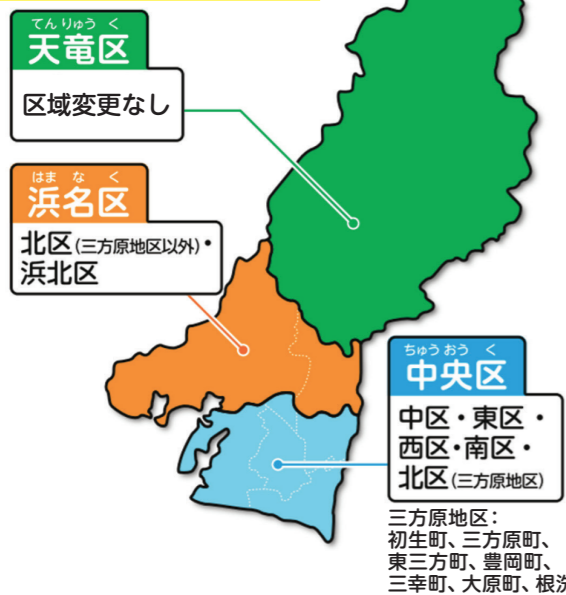 てんりゅう く
天竜区
区域変更なし
はま な く
浜名区
北区(三方原地区以外)・
浜北区
ちゅうおう く
中央区
中区・東区・
西区・南区・
北区(三方原地区)
三方原地区:
初生町、三方原町、
東三方町、豊岡町、
三幸町、大原町、根洗